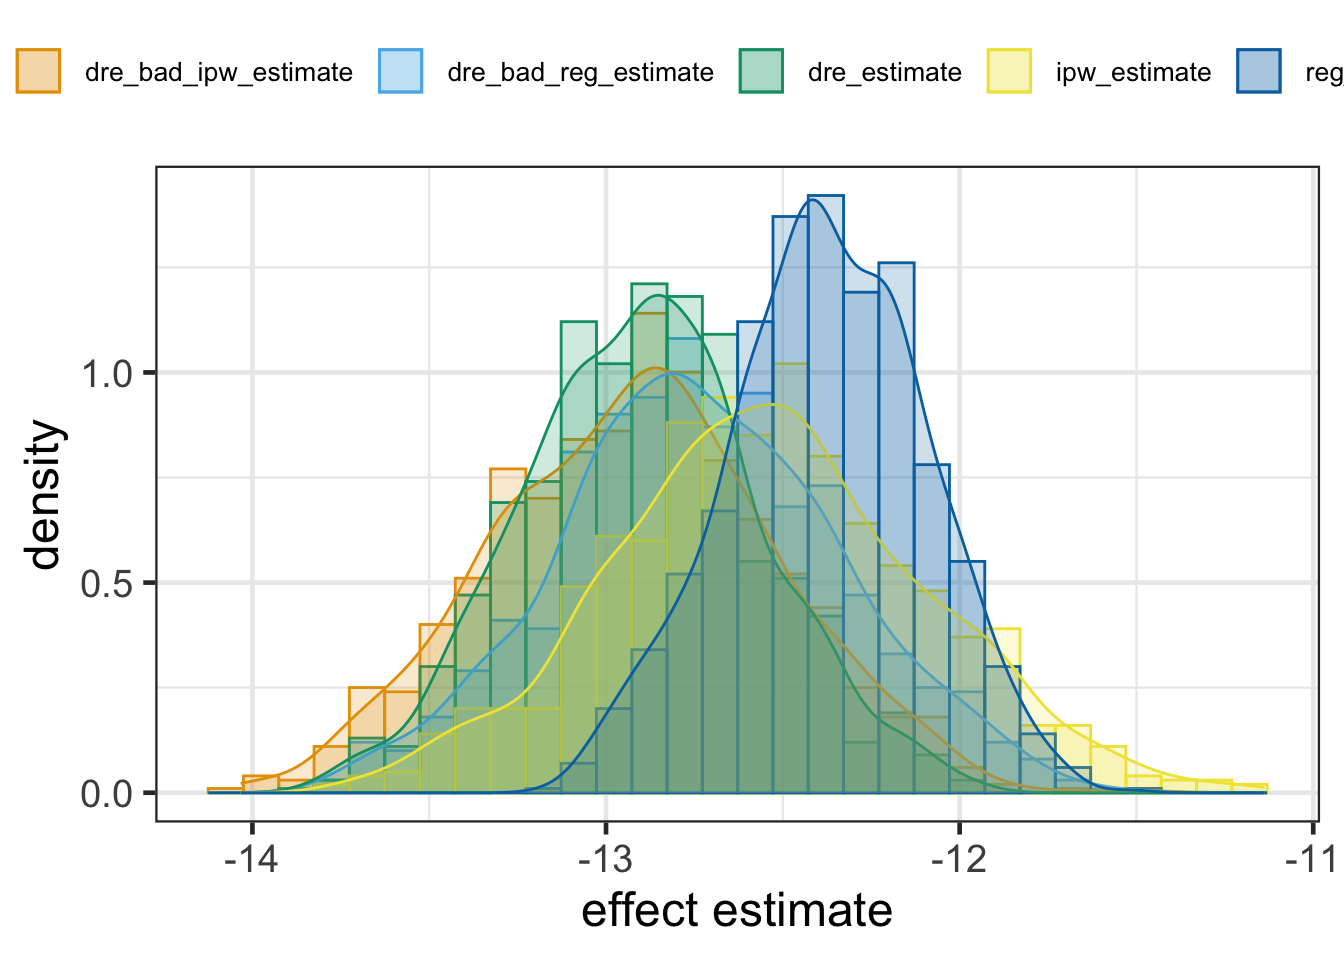 dre_bad_ipw_estimate dre_bad_reg_estimate dre_estimate ipw_estimate reg
density
1.0
0.5
0.0
-14 -13 -12 -11
effect estimate